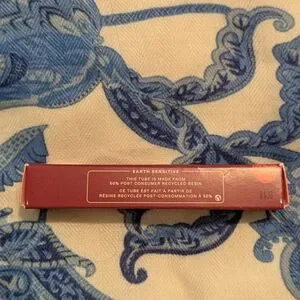 EARTH SENSITIVE
THIS TUBE IS MADE FROM
50% POST CONSUMER RECYCLED RESIN
CE TUBE EST FAIT À PARTIR DE
RÉSINE RECYCLÉE POST-CONSOMMATION À 50%